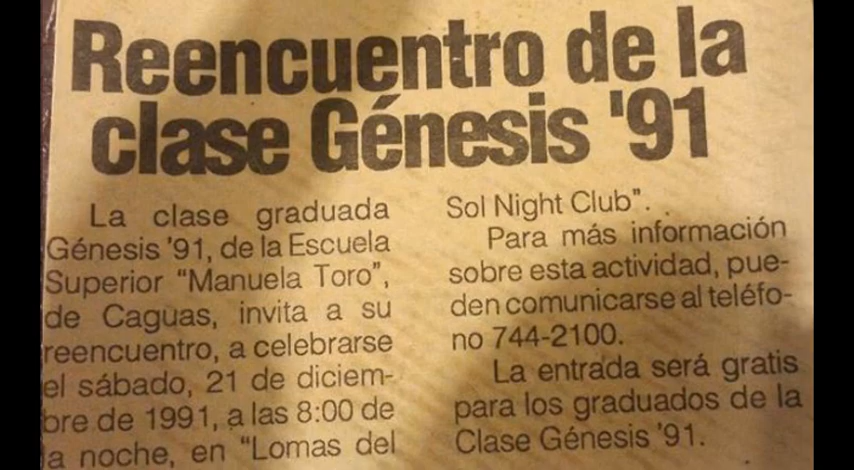 Reencuentro de la
clase Génesis '91
La clase graduada
Génesis '91, de la Escuela
Superior “Manuela Toro”,
de Caguas, invita a su
reencuentro, a celebrarse
el sábado, 21 de diciem-
bre de 1991, a las 8:00 de
la noche, en “Lomas del
Sol Night Club”.
Para más información
sobre esta actividad, pue-
den comunicarse al teléfo-
no 744-2100.
La entrada será gratis
para los graduados de la
Clase Génesis '91.